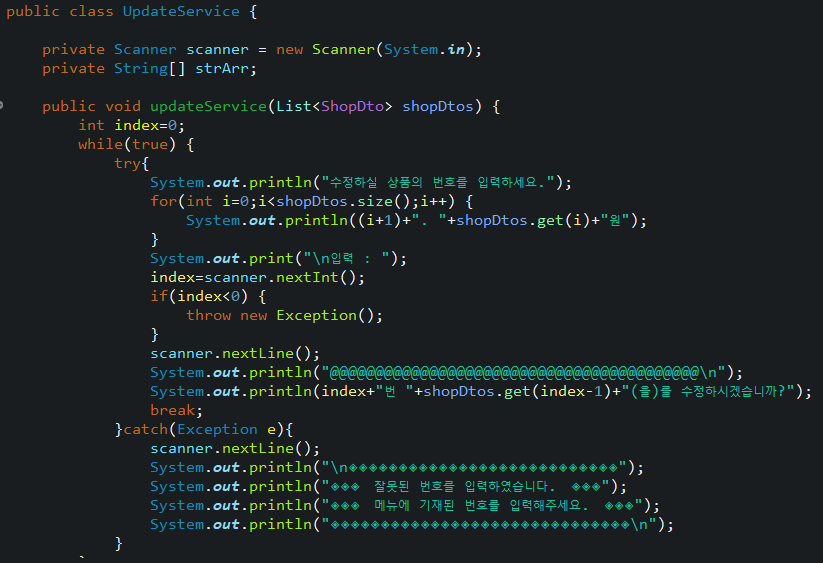 public class UpdateService {
private Scanner scanner = new Scanner(System.in);
private String[] strArr;
public void updateService(List<ShopDto> shopDtos) {
int index=0;
while(true) {
try{
System.out.println("수정하실 상품의 번호를 입력하세요.");
for(int i=0;i<shopDtos.size();i++) {
System.out.println((i+1)+". "+shopDtos.get(i)+"원");
}
System.out.print("\n입력 : ");
index=scanner.nextInt();
if(index<0) {
throw new Exception();
}
scanner.nextLine();
System.out.println("@@@@@@@@@@@@@@@@@@@@@@@@@@@@@@@@@@@@@@@@@\n");
System.out.println(index+"번 "+shopDtos.get(index-1)+"(을)를 수정하시겠습니까?");
break;
}catch(Exception e){
scanner.nextLine();
System.out.println("\n◈◈◈◈◈◈◈◈◈◈◈◈◈◈◈◈◈◈◈◈◈◈◈◈◈◈◈");
System.out.println("◈◈◈ 잘못된 번호를 입력하였습니다. ◈◈◈");
System.out.println("◈◈◈ 메뉴에 기재된 번호를 입력해주세요. ◈◈◈");
System.out.println("◈◈◈◈◈◈◈◈◈◈◈◈◈◈◈◈◈◈◈◈◈◈◈◈◈◈◈◈◈◈\n");
}